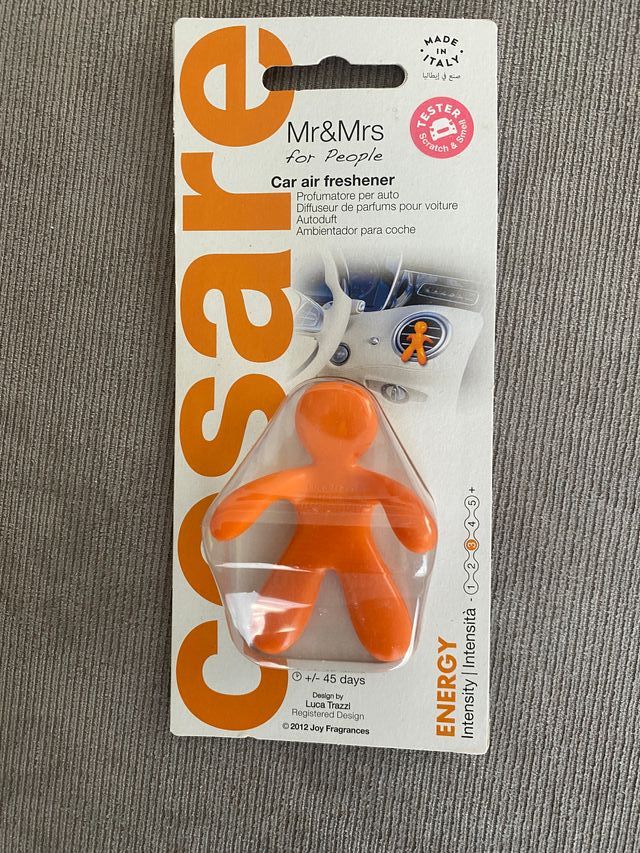 cesare
MADE
IN
ITALY
صنع في إيطاليا
TESTER
Scratch & Smell
Mr&Mrs
for People
Car air freshener
Profumatore per auto
Diffuseur de parfums pour voiture
Autoduft
Ambientador para coche
ENERGY
Intensity | Intensità - 1 2 3 4 5 +
+/- 45 days
Design by
Luca Trazzi
Registered Design
© 2012 Joy Fragrances